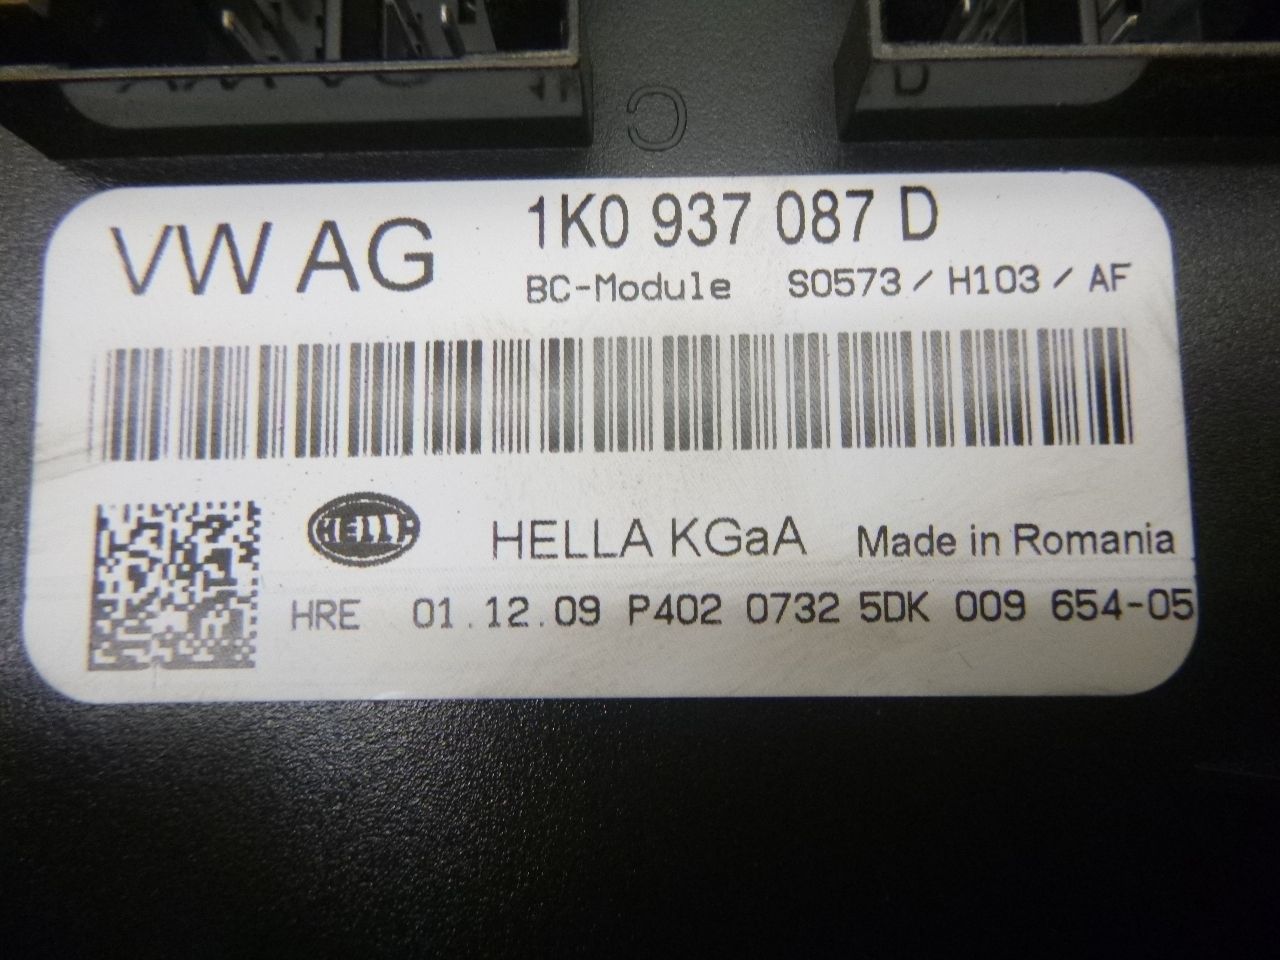 C
D
VW AG 1K0 937 087 D
BC-Module S0573 / H103 / AF
HELLA HELLA KGaA Made in Romania
HRE 01.12.09 P402 0732 5DK 009 654-05